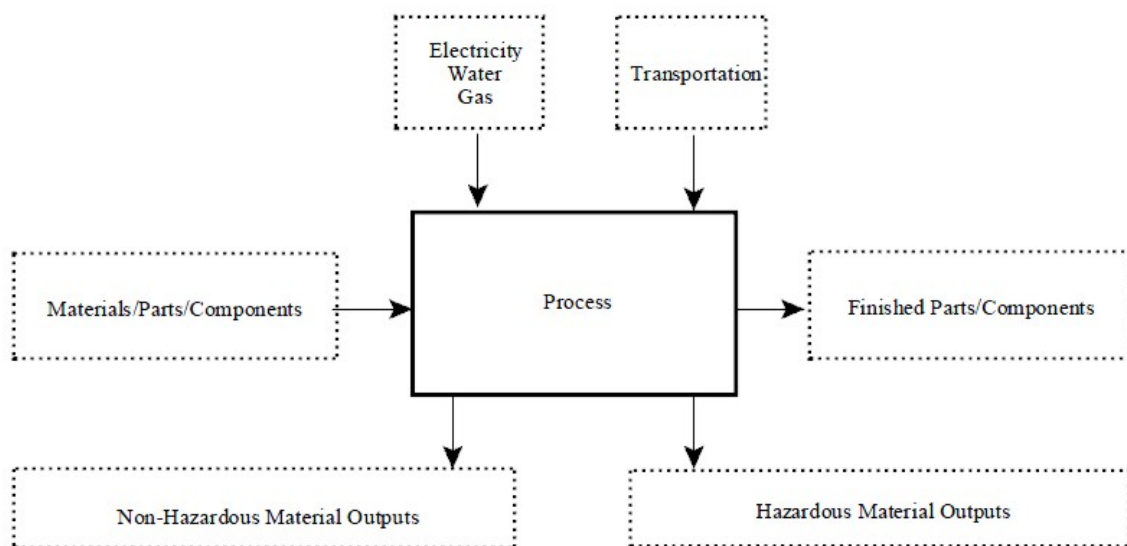 Electricity
Water
Gas
Transportation
Materials/Parts/Components
Process
Finished Parts/Components
Non-Hazardous Material Outputs
Hazardous Material Outputs